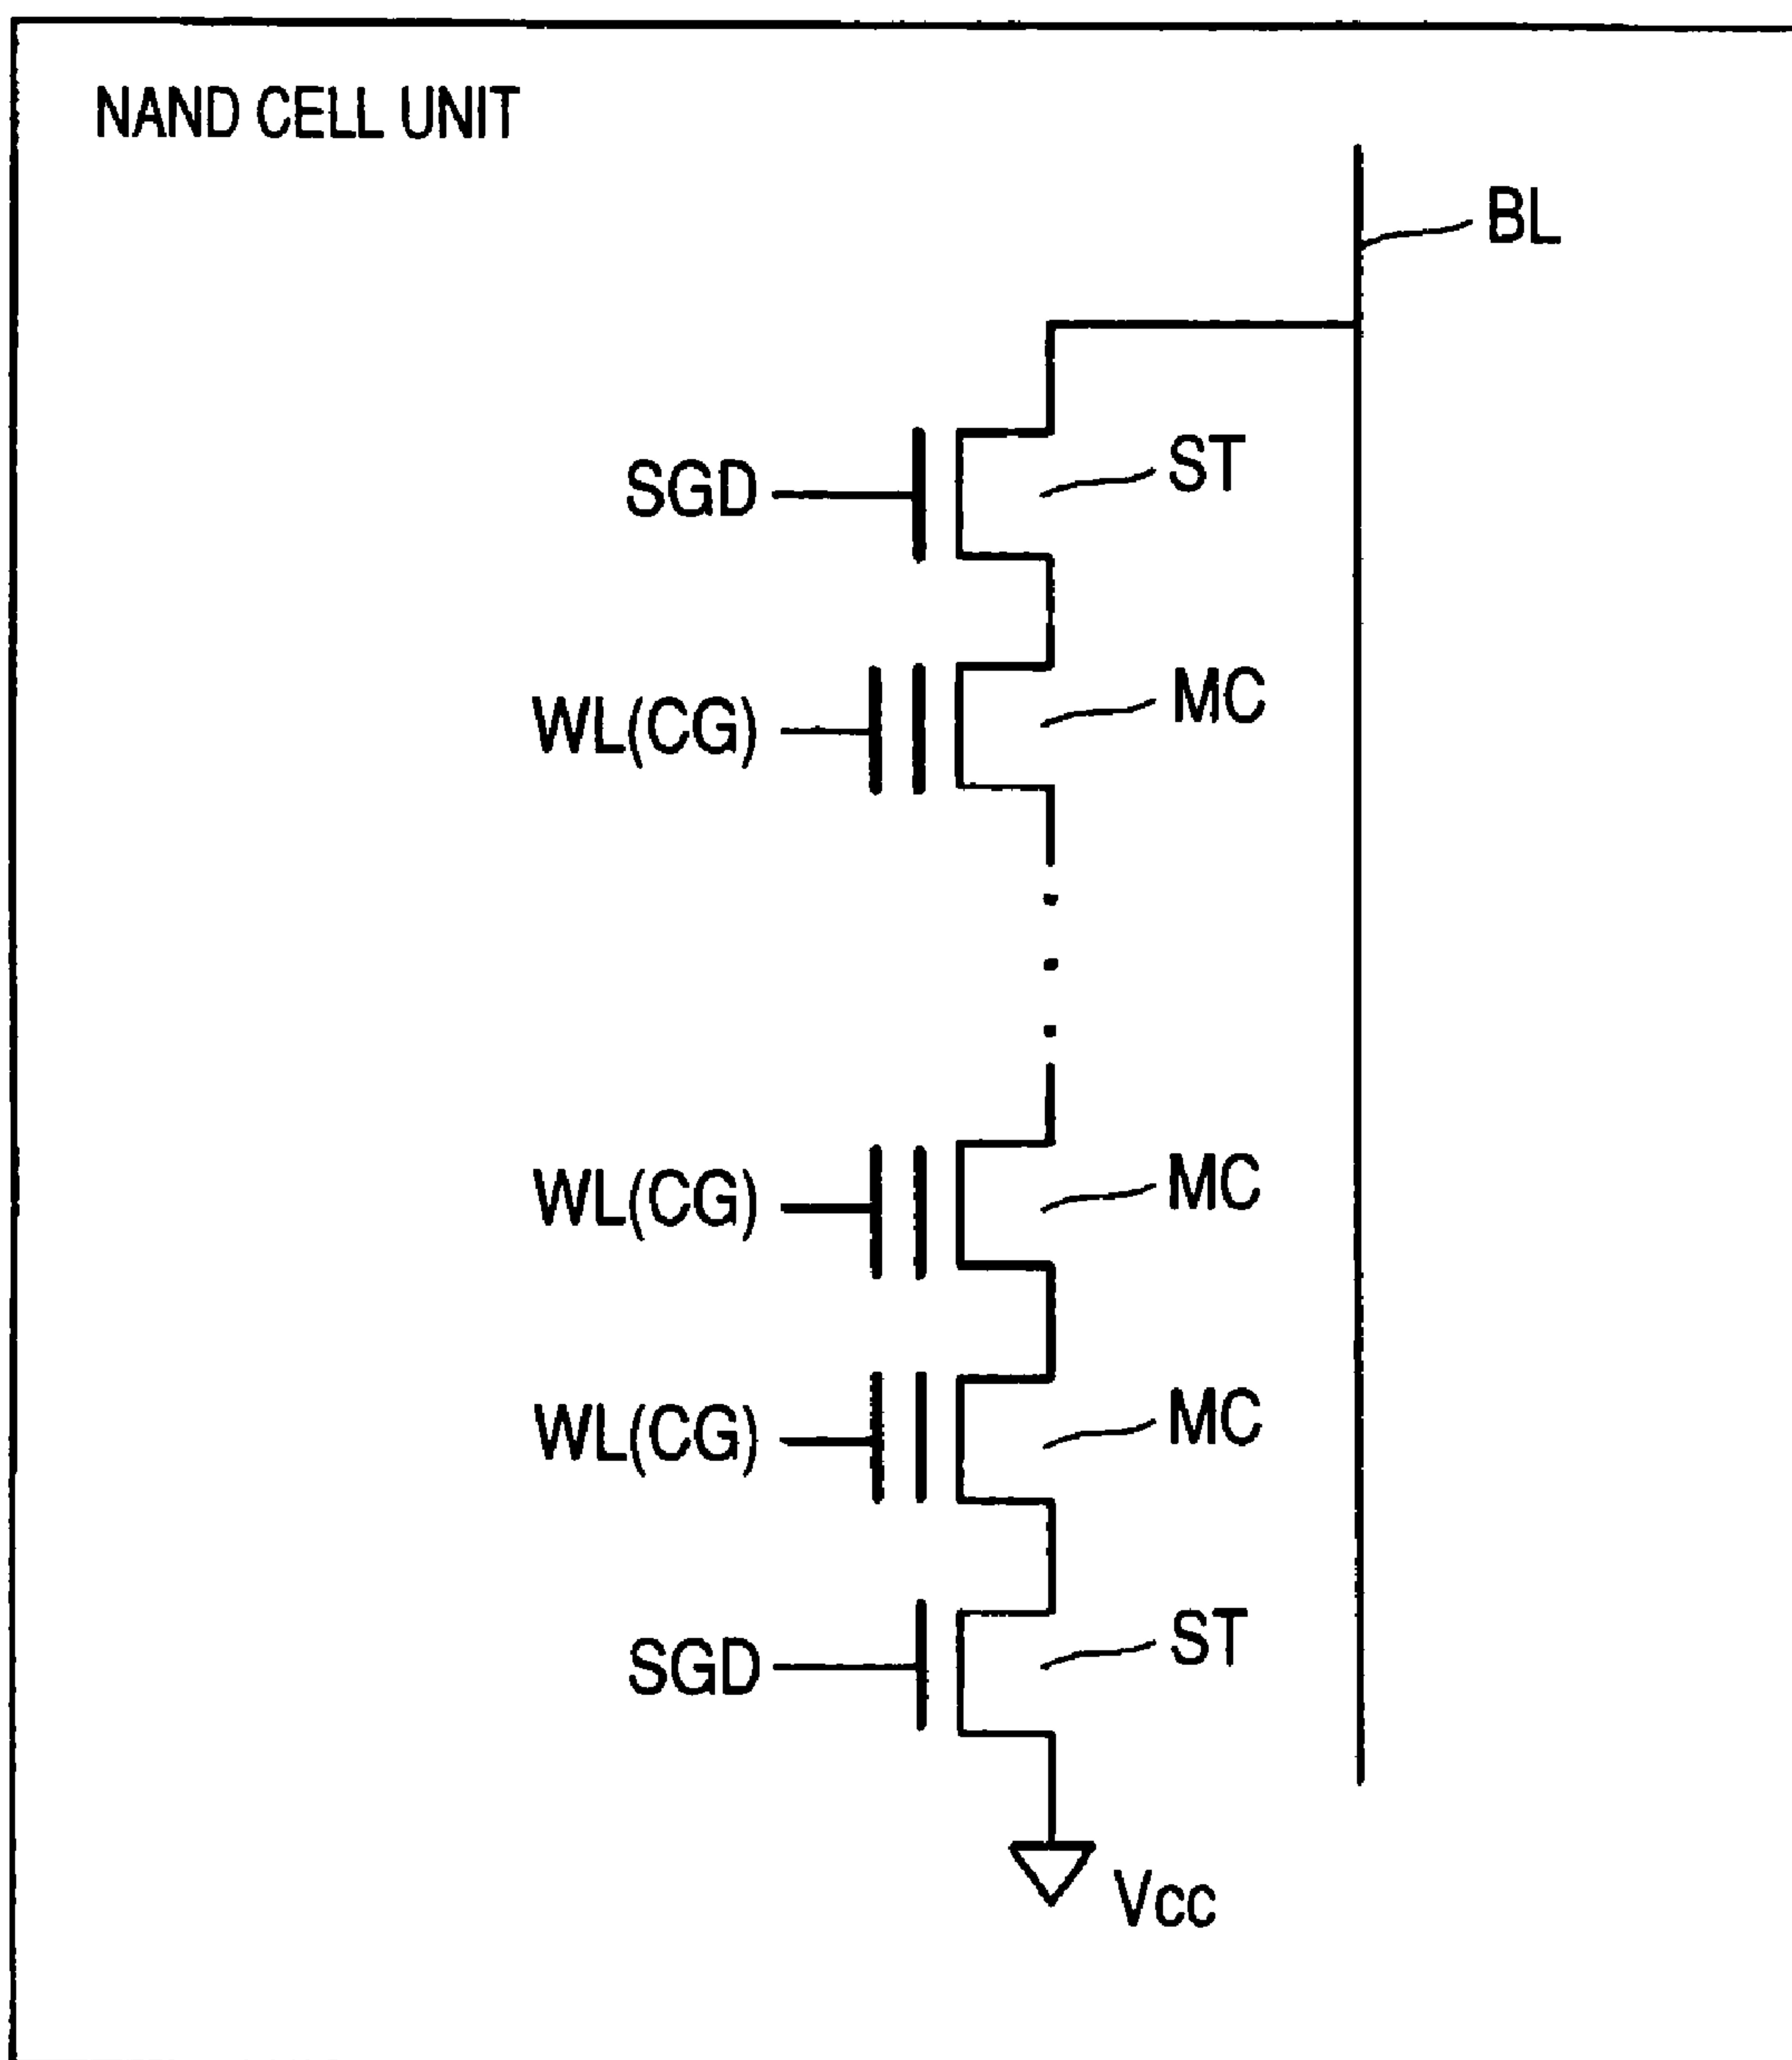 NAND CELL UNIT
BL
SGD ST
WL(CG) MC
WL(CG) MC
WL(CG) MC
SGD ST
Vcc